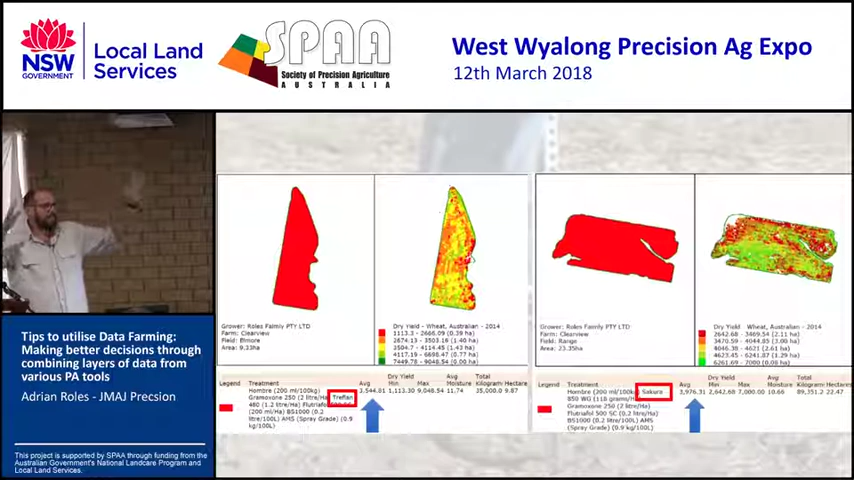 NSW
GOVERNMENT
Local Land
Services
SPAA
Society of Precision Agriculture
AUSTRALIA
West Wyalong Precision Ag Expo
12th March 2018
Tips to utilise Data Farming:
Making better decisions through
combining layers of data from
various PA tools
Adrian Roles - JMAJ Precsion
This project is supported by SPAA through funding from the
Australian Government's National Landcare Program and
Local Land Services.
Grower: Roles Faimly PTY LTD
Farm: Clearview
Field: Elmore
Area: 9.33ha
Dry Yield - Wheat, Australian - 2014
1113.3 - 2666.09 (0.39 ha)
2674.13 - 3503.16 (1.40 ha)
3504.7 - 4114.45 (1.43 ha)
4117.19 - 6698.47 (0.77 ha)
7449.78 - 9048.54 (0.00 ha)
Legend Treatment Avg Dry Yield Min Max Avg Moisture Total Kilograms Hectares
Hombre (200 ml/100kg) Treflan 3,544.81 1,113.30 9,048.54 11.74 35,000.0 9.87
Gramoxone 250 (2 litre/Ha)
480 (1.2 litre/Ha) Flutriafol
(200 ml/Ha) BS1000 (0.2
litre/100L) AMS (Spray Grade) (0.9
kg/100L)
Grower: Roles Faimly PTY LTD
Farm: Clearview
Field: Range
Area: 23.35ha
Dry Yield - Wheat, Australian - 2014
2642.68 - 3469.54 (2.11 ha)
3470.59 - 4044.85 (3.00 ha)
4046.38 - 4621 (2.61 ha)
4623.45 - 6241.87 (1.29 ha)
6261.69 - 7000 (0.08 ha)
Legend Treatment Avg Dry Yield Min Max Avg Moisture Total Kilograms Hectares
Hombre (200 ml/100kg) Sakura 3,976.31 2,642.68 7,000.00 10.66 89,351.2 22.47
850 WG (118 grams/Ha)
Gramoxone 250 (2 litre/Ha)
Flutriafol 500 SC (0.2 litre/Ha)
BS1000 (0.2 litre/100L) AMS
(Spray Grade) (0.9 kg/100L)